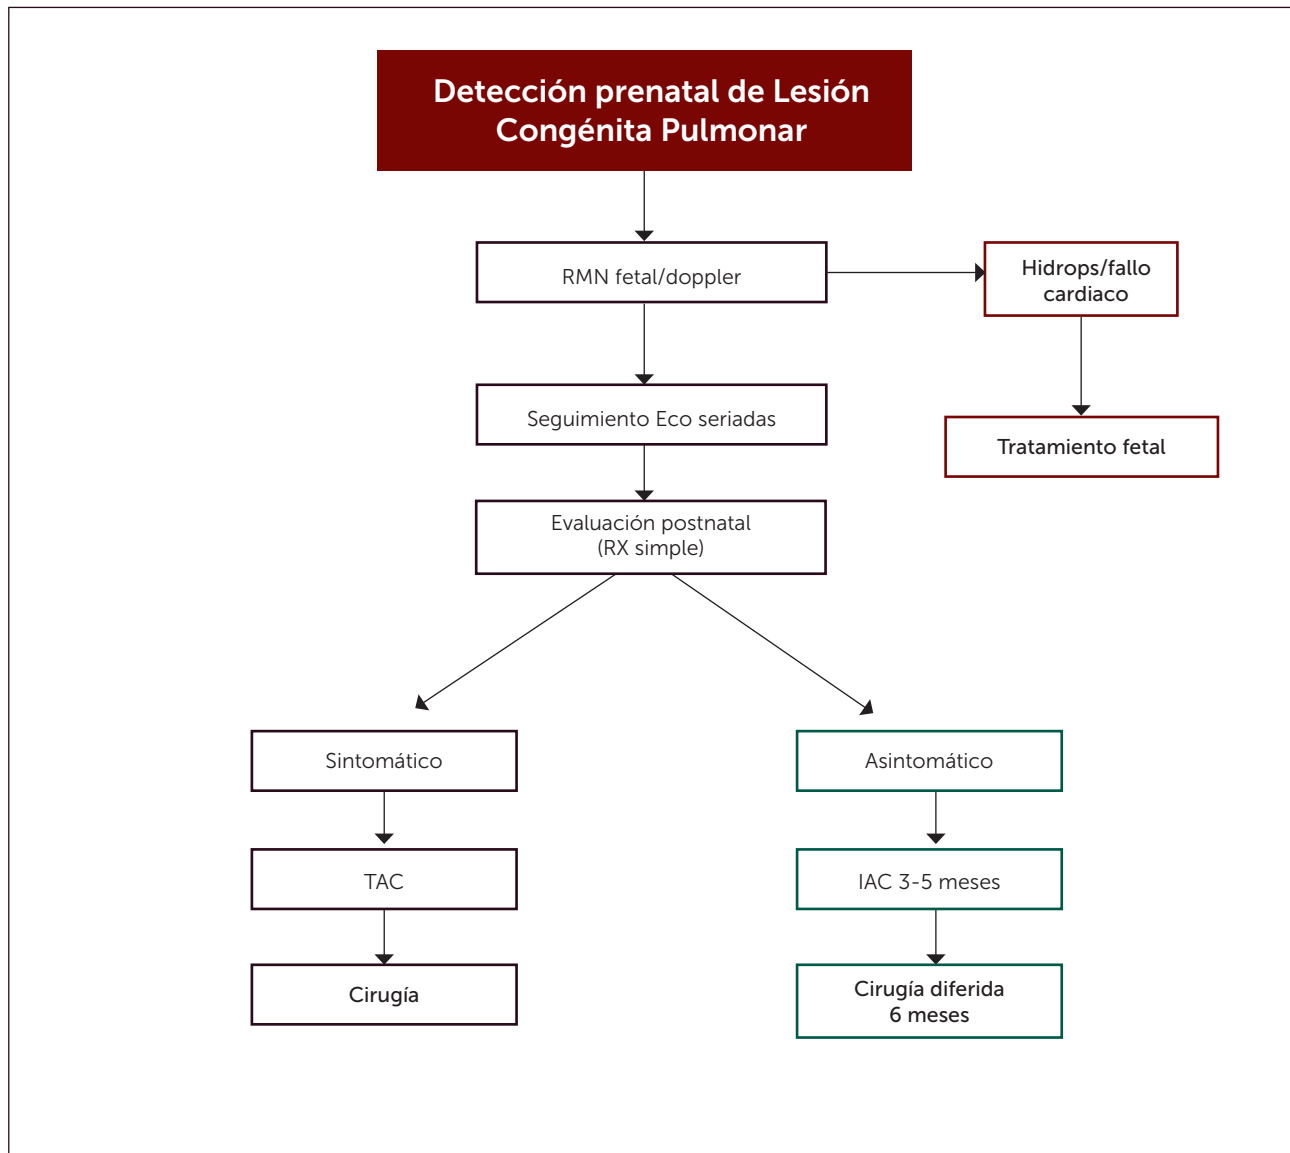 Detección prenatal de Lesión
Congénita Pulmonar
RMN fetal/doppler
Hidrops/fallo
cardiaco
Seguimiento Eco seriadas
Tratamiento fetal
Evaluación postnatal
(RX simple)
Sintomático
Asintomático
TAC
IAC 3-5 meses
Cirugía
Cirugía diferida
6 meses